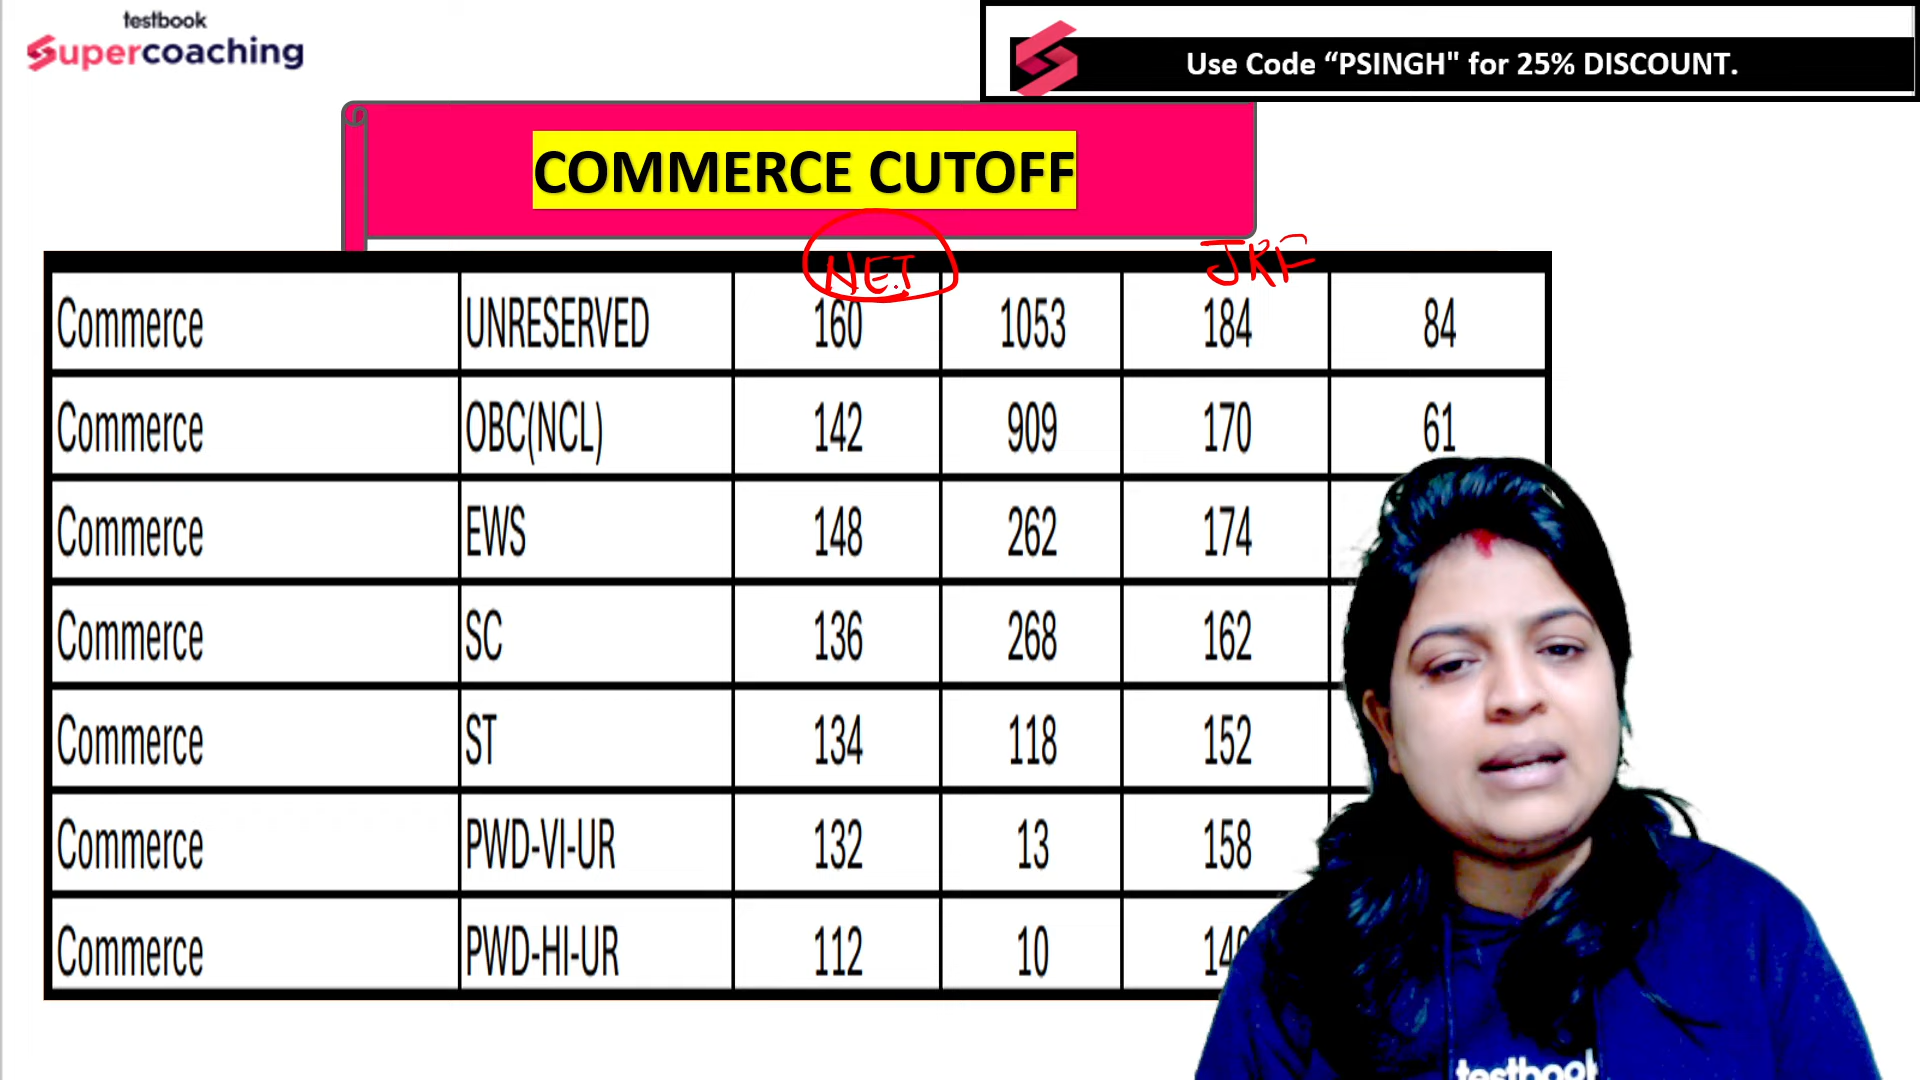 testbook
Supercoaching
Use Code “PSINGH" for 25% DISCOUNT.
COMMERCE CUTOFF
NET JRF
Commerce UNRESERVED 160 1053 184 84
Commerce OBC(NCL) 142 909 170 61
Commerce EWS 148 262 174
Commerce SC 136 268 162
Commerce ST 134 118 152
Commerce PWD-VI-UR 132 13 158
Commerce PWD-HI-UR 112 10
testbook